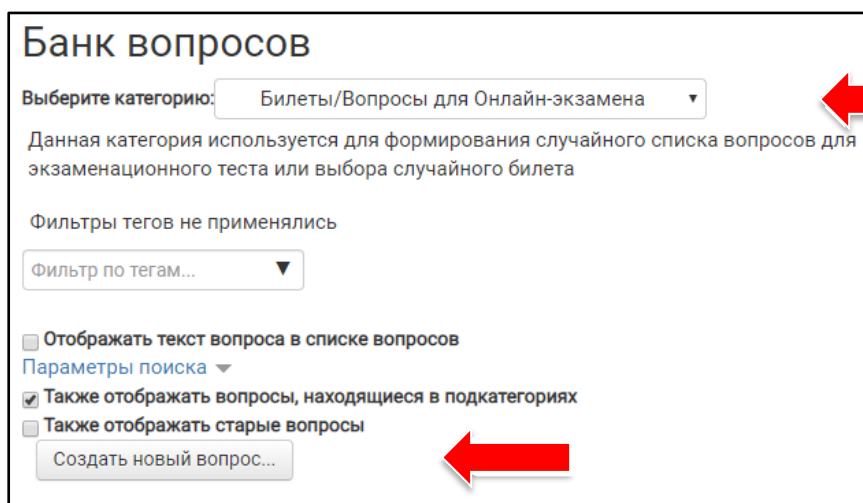 Банк вопросов
Выберите категорию: Билеты/Вопросы для Онлайн-экзамена
Данная категория используется для формирования случайного списка вопросов для
экзаменационного теста или выбора случайного билета
Фильтры тегов не применялись
Фильтр по тегам...
Отображать текст вопроса в списке вопросов
Параметры поиска
Также отображать вопросы, находящиеся в подкатегориях
Также отображать старые вопросы
Создать новый вопрос...